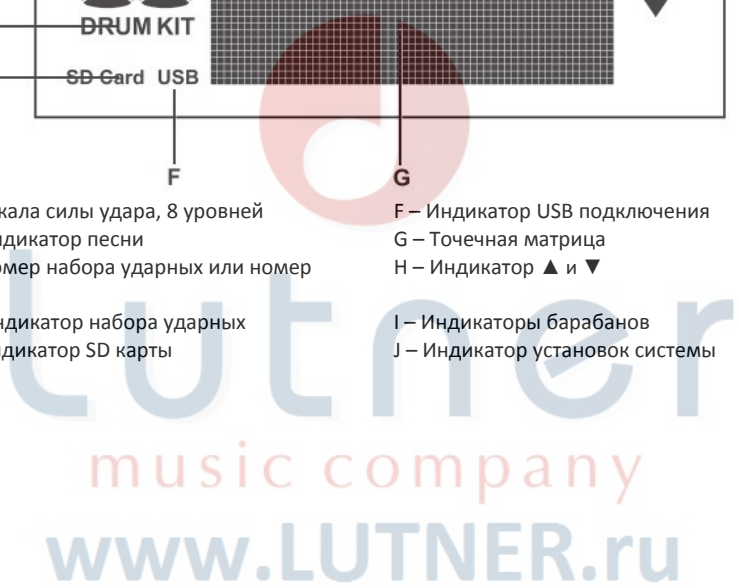 DRUM KIT
SD Card USB
F G
кала силы удара, 8 уровней
дикатор песни
мер набора ударных или номер
ндикатор набора ударных
дикатор SD карты
F – Индикатор USB подключения
G – Точечная матрица
H – Индикатор ▲ и ▼
I – Индикаторы барабанов
J – Индикатор установок системы
Lutner
music company
www.LUTNER.ru